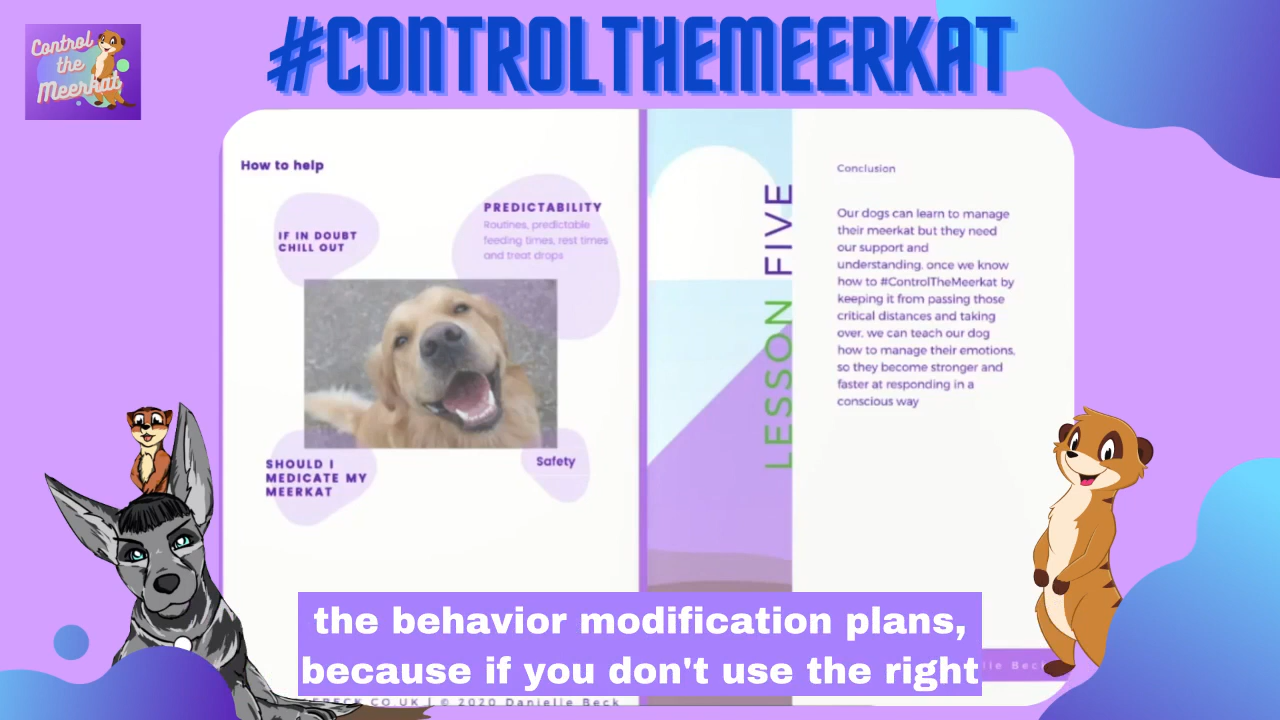 Control
the
Meerkat
#CONTROLTHEMEERKAT
How to help
IF IN DOUBT
CHILL OUT
PREDICTABILITY
Routines, predictable
feeding times, rest times
and treat drops
SHOULD I
MEDICATE MY
MEERKAT
Safety
LESSON FIVE
Conclusion
Our dogs can learn to manage
their meerkat but they need
our support and
understanding. once we know
how to #ControlTheMeerkat by
keeping it from passing those
critical distances and taking
over. we can teach our dog
how to manage their emotions,
so they become stronger and
faster at responding in a
conscious way
the behavior modification plans,
because if you don't use the right
CO.UK | © 2020 Danielle Beck